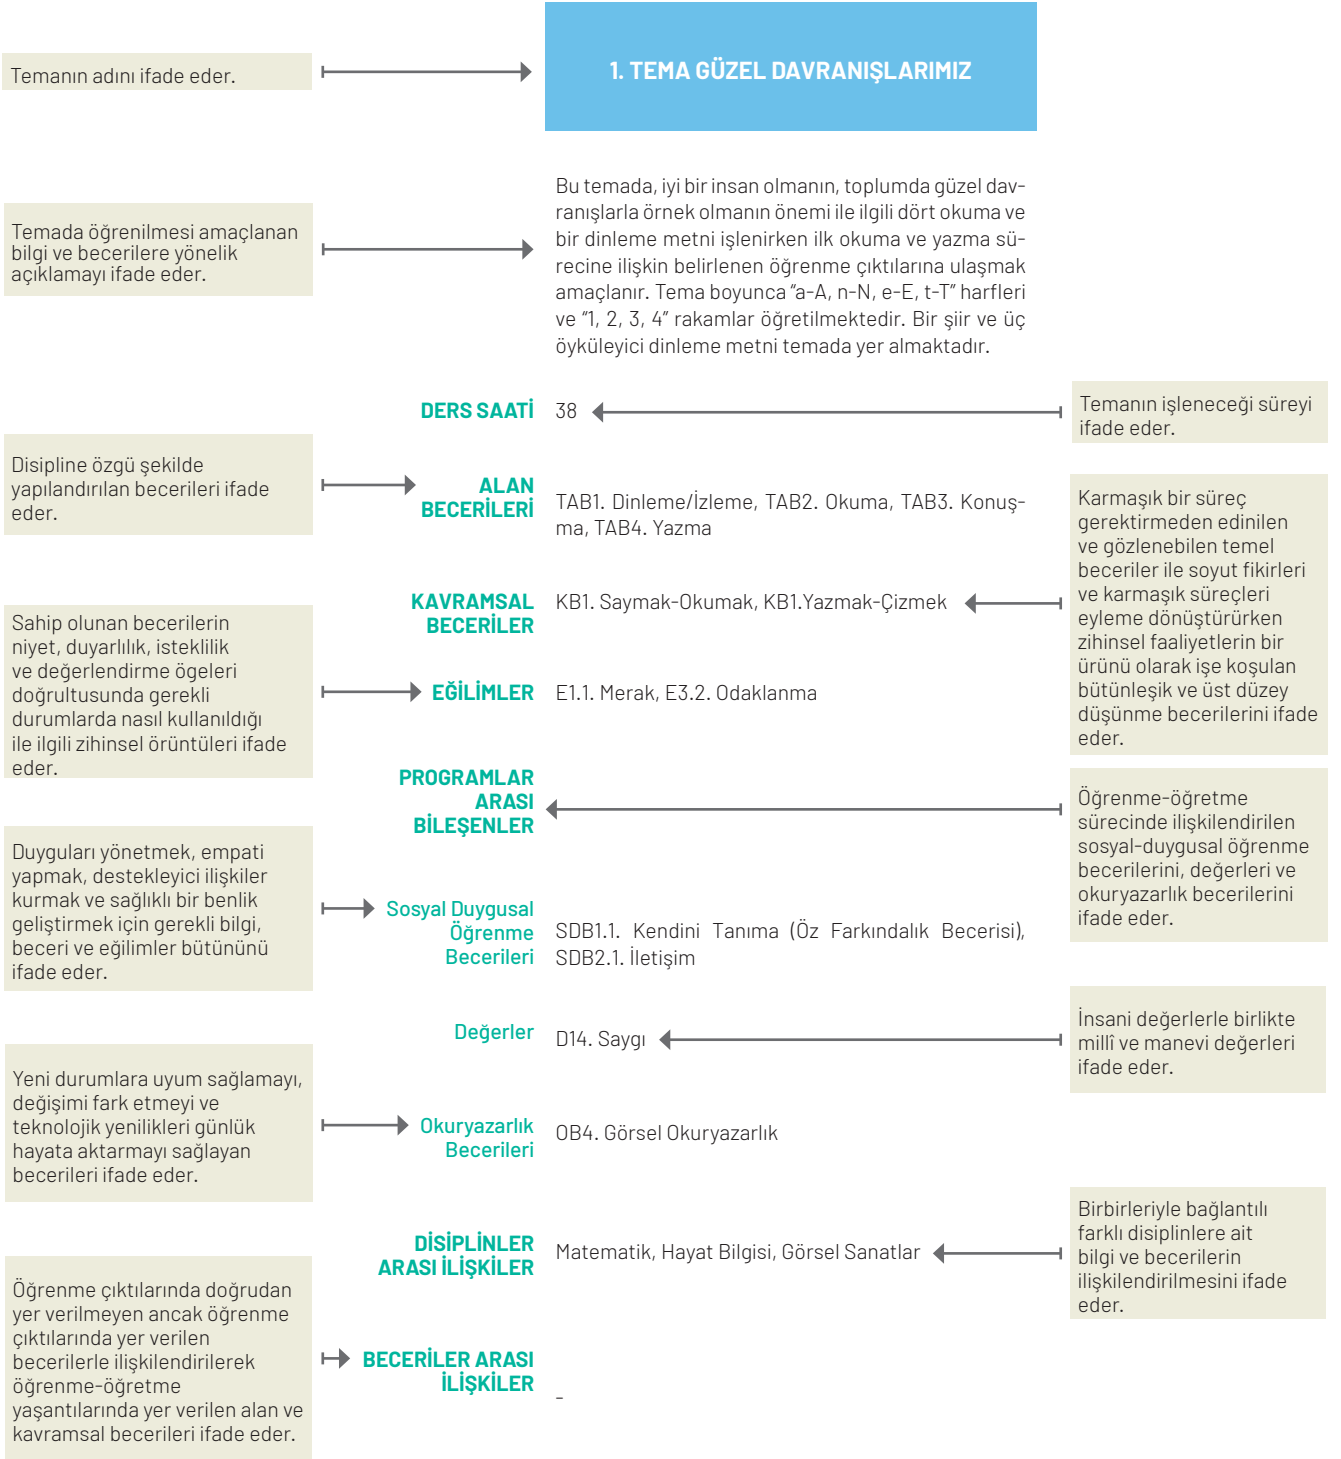 Temanın adını ifade eder.
1. TEMA GÜZEL DAVRANIŞLARIMIZ
Temada öğrenilmesi amaçlanan
bilgi ve becerilere yönelik
açıklamayı ifade eder.
Bu temada, iyi bir insan olmanın, toplumda güzel dav-
ranışlarla örnek olmanın önemi ile ilgili dört okuma ve
bir dinleme metni işlenirken ilk okuma ve yazma sü-
recine ilişkin belirlenen öğrenme çıktılarına ulaşmak
amaçlanır. Tema boyunca “a-A, n-N, e-E, t-T” harfleri
ve “1, 2, 3, 4” rakamlar öğretilmektedir. Bir şiir ve üç
öyküleyici dinleme metni temada yer almaktadır.
DERS SAATİ
38
Temanın işleneceği süreyi
ifade eder.
Disipline özgü şekilde
yapılandırılan becerileri ifade
eder.
ALAN
BECERİLERİ
TAB1. Dinleme/İzleme, TAB2. Okuma, TAB3. Konuş-
ma, TAB4. Yazma
Karmaşık bir süreç
gerektirmeden edinilen
ve gözlenebilen temel
beceriler ile soyut fikirleri
ve karmaşık süreçleri
eyleme dönüştürürken
zihinsel faaliyetlerin bir
ürünü olarak işe koşulan
bütünleşik ve üst düzey
düşünme becerilerini ifade
eder.
KAVRAMSAL
BECERİLER
KB1. Saymak-Okumak, KB1.Yazmak-Çizmek
Sahip olunan becerilerin
niyet, duyarlılık, isteklilik
ve değerlendirme ögeleri
doğrultusunda gerekli
durumlarda nasıl kullanıldığı
ile ilgili zihinsel örüntüleri ifade
eder.
EĞİLİMLER
E1.1. Merak, E3.2. Odaklanma
PROGRAMLAR
ARASI
BİLEŞENLER
Öğrenme-öğretme
sürecinde ilişkilendirilen
sosyal-duygusal öğrenme
becerilerini, değerleri ve
okuryazarlık becerilerini
ifade eder.
Duyguları yönetmek, empati
yapmak, destekleyici ilişkiler
kurmak ve sağlıklı bir benlik
geliştirmek için gerekli bilgi,
beceri ve eğilimler bütününü
ifade eder.
Sosyal Duygusal
Öğrenme
Becerileri
SDB1.1. Kendini Tanıma (Öz Farkındalık Becerisi),
SDB2.1. İletişim
Değerler
D14. Saygı
İnsani değerlerle birlikte
millî ve manevi değerleri
ifade eder.
Yeni durumlara uyum sağlamayı,
değişimi fark etmeyi ve
teknolojik yenilikleri günlük
hayata aktarmayı sağlayan
becerileri ifade eder.
Okuryazarlık
Becerileri
OB4. Görsel Okuryazarlık
DİSİPLİNLER
ARASI İLİŞKİLER
Matematik, Hayat Bilgisi, Görsel Sanatlar
Birbirleriyle bağlantılı
farklı disiplinlere ait
bilgi ve becerilerin
ilişkilendirilmesini ifade
eder.
Öğrenme çıktılarında doğrudan
yer verilmeyen ancak öğrenme
çıktılarında yer verilen
becerilerle ilişkilendirilerek
öğrenme-öğretme
yaşantılarında yer verilen alan ve
kavramsal becerileri ifade eder.
BECERİLER ARASI
İLİŞKİLER
-